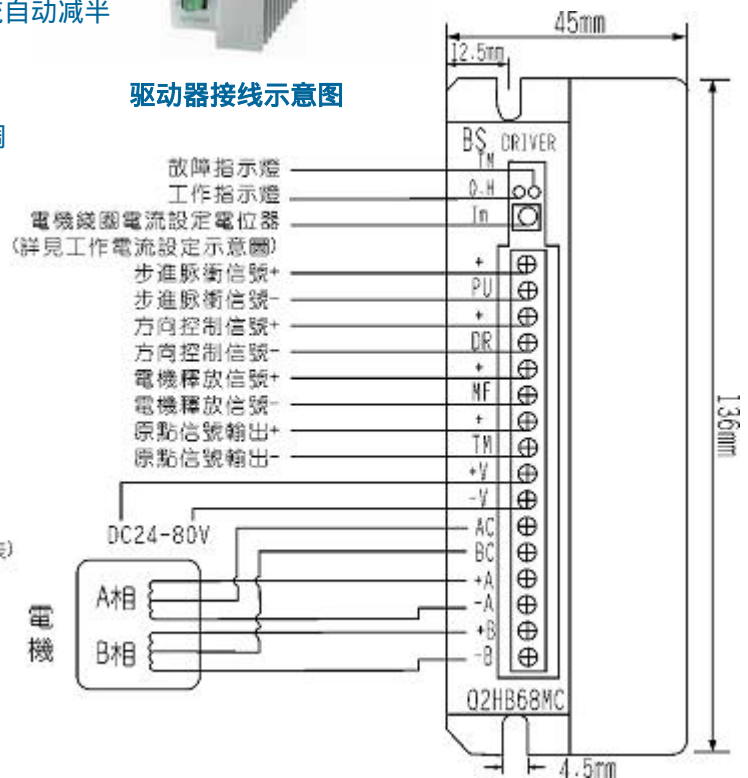 自动减半
45mm
12.5mm
驱动器接线示意图
BS DRIVER
TM
故障指示燈
工作指示燈
O.H
電機綫圈電流設定電位器
Im
(詳見工作電流設定示意圖)
步進脉衝信號+
+
步進脉衝信號-
PU
方向控制信號+
+
方向控制信號-
DR
電機釋放信號+
+
電機釋放信號-
MF
原點信號輸出+
+
原點信號輸出-
TM
136mm
+V
-V
DC24-80V
AC
BC
+A
-A
+B
-B
電機
A相
B相
Q2HB68MC
4.5mm